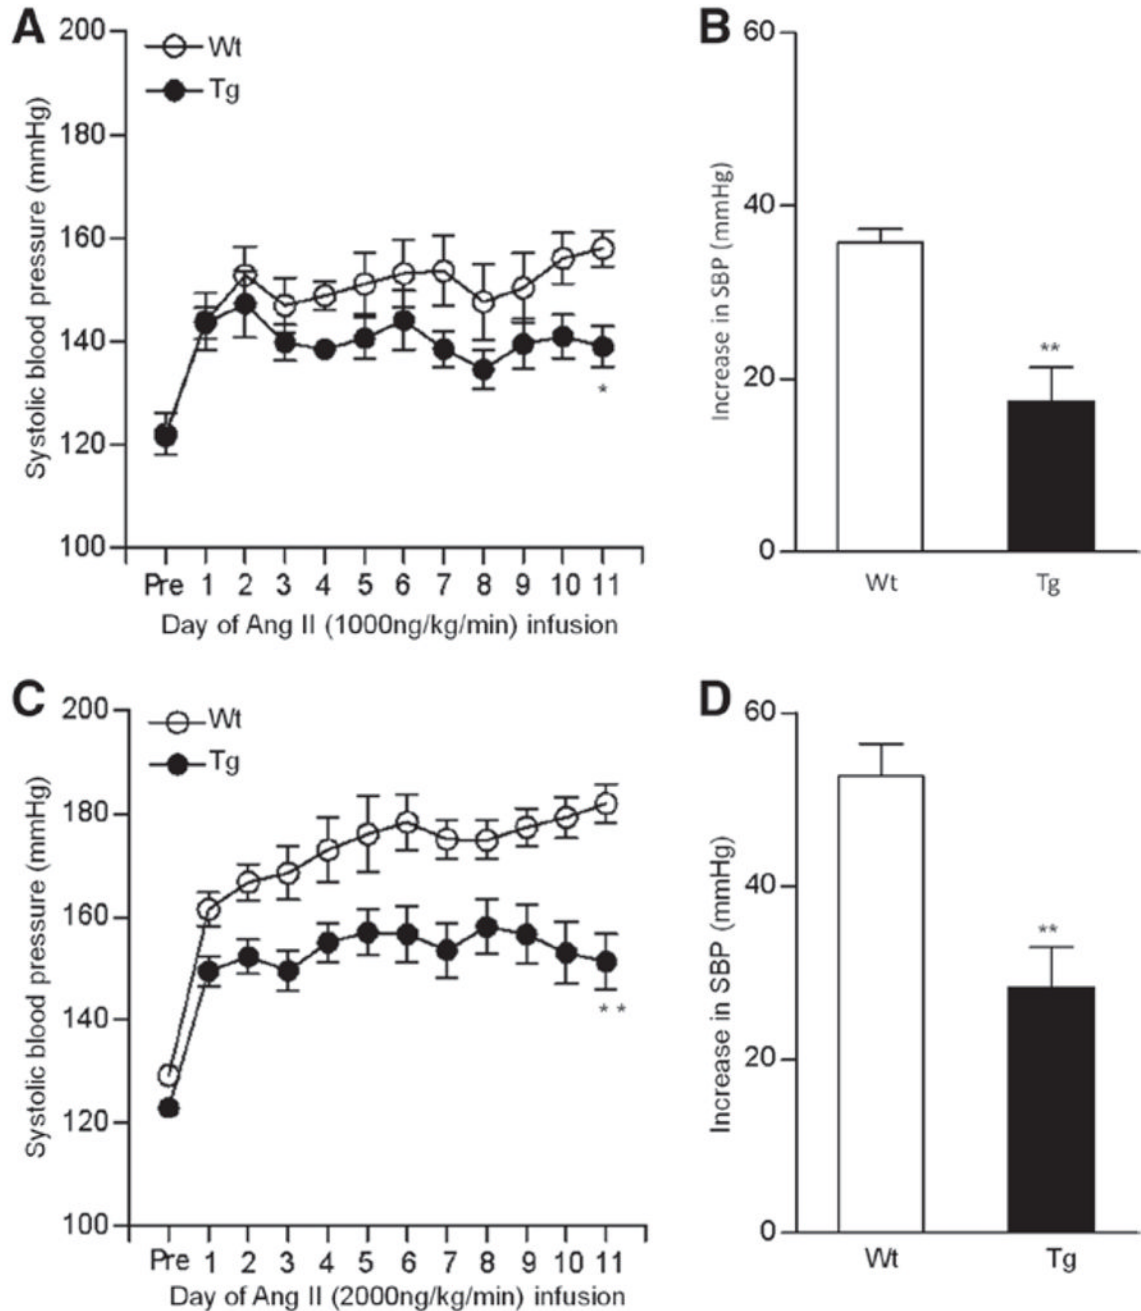 A
200
180
160
140
120
100
Systolic blood pressure (mmHg)
Wt
Tg
*
Pre 1 2 3 4 5 6 7 8 9 10 11
Day of Ang II (1000ng/kg/min) infusion
B
60
40
20
0
Increase in SBP (mmHg)
**
Wt Tg
C
200
180
160
140
120
100
Systolic blood pressure (mmHg)
Wt
Tg
* *
Pre 1 2 3 4 5 6 7 8 9 10 11
Day of Ang II (2000ng/kg/min) infusion
D
60
40
20
0
Increase in SBP (mmHg)
**
Wt Tg